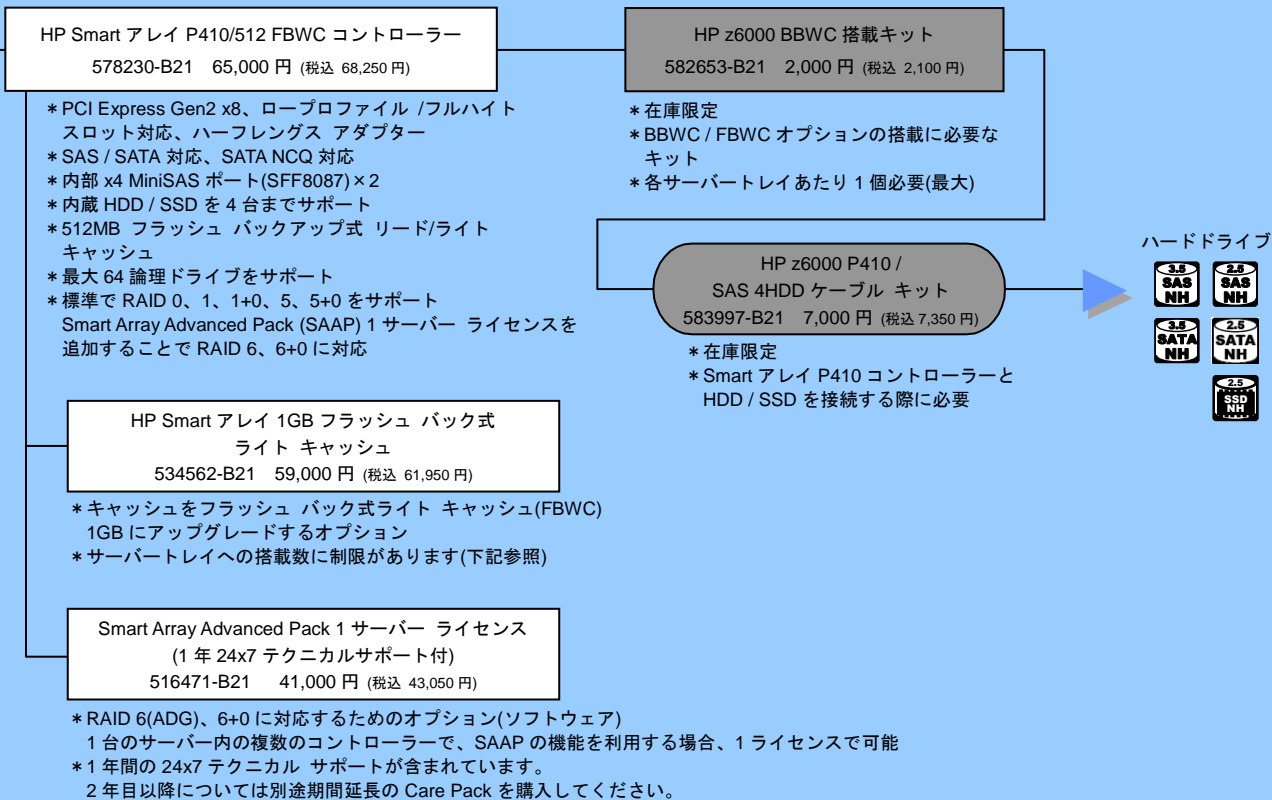 HP Smart アレイ P410/512 FBWC コントローラー
578230-B21 65,000 円 (税込 68,250 円)
＊PCI Express Gen2 x8、ロープロファイル /フルハイト
スロット対応、ハーフレングス アダプター
＊SAS / SATA 対応、SATA NCQ 対応
＊内部 x4 MiniSAS ポート(SFF8087)×2
＊内蔵 HDD / SSD を 4 台までサポート
＊512MB フラッシュ バックアップ式 リード/ライト
キャッシュ
＊最大 64 論理ドライブをサポート
＊標準で RAID 0、1、1+0、5、5+0 をサポート
Smart Array Advanced Pack (SAAP) 1 サーバー ライセンスを
追加することで RAID 6、6+0 に対応
HP z6000 BBWC 搭載キット
582653-B21 2,000 円 (税込 2,100 円)
＊在庫限定
＊BBWC / FBWC オプションの搭載に必要な
キット
＊各サーバートレイあたり 1 個必要(最大)
HP z6000 P410 /
SAS 4HDD ケーブル キット
583997-B21 7,000 円 (税込 7,350 円)
＊在庫限定
＊Smart アレイ P410 コントローラーと
HDD / SSD を接続する際に必要
ハードドライブ
3.5
SAS
NH
2.5
SAS
NH
3.5
SATA
NH
2.5
SATA
NH
2.5
SSD
NH
HP Smart アレイ 1GB フラッシュ バック式
ライト キャッシュ
534562-B21 59,000 円 (税込 61,950 円)
＊キャッシュをフラッシュ バック式ライト キャッシュ(FBWC)
1GB にアップグレードするオプション
＊サーバートレイへの搭載数に制限があります(下記参照)
Smart Array Advanced Pack 1 サーバー ライセンス
(1 年 24x7 テクニカルサポート付)
516471-B21 41,000 円 (税込 43,050 円)
＊RAID 6(ADG)、6+0 に対応するためのオプション(ソフトウェア)
1 台のサーバー内の複数のコントローラーで、SAAP の機能を利用する場合、1 ライセンスで可能
＊1 年間の 24x7 テクニカル サポートが含まれています。
2 年目以降については別途期間延長の Care Pack を購入してください。